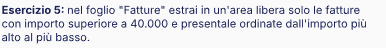 Esercizio 5: nel foglio "Fatture" estrai in un'area libera solo le fatture
con importo superiore a 40.000 e presentale ordinate dall'importo più
alto al più basso.